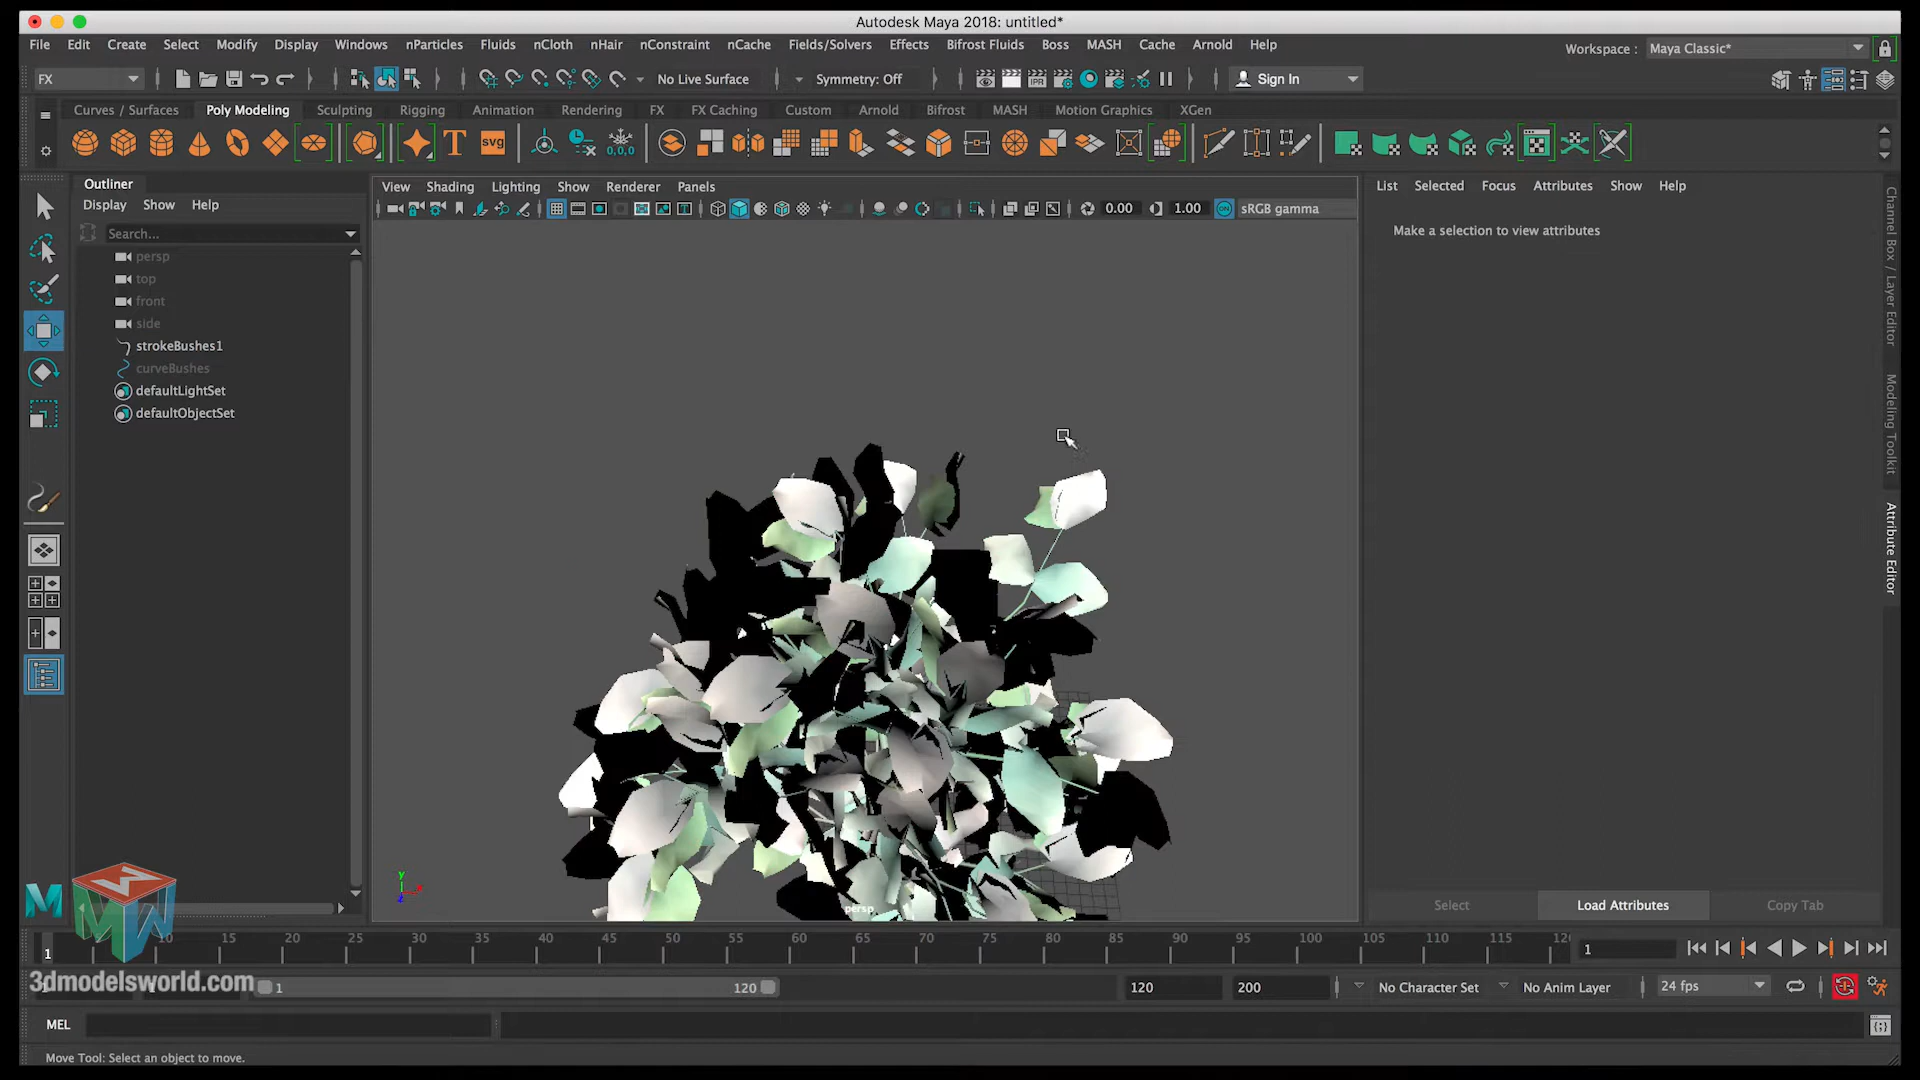 Autodesk Maya 2018: untitled*
File Edit Create Select Modify Display Windows nParticles Fluids nCloth nHair nConstraint nCache Fields/Solvers Effects Bifrost Fluids Boss MASH Cache Arnold Help
Workspace : Maya Classic*
FX No Live Surface Symmetry: Off Sign In
Curves / Surfaces Poly Modeling Sculpting Rigging Animation Rendering FX FX Caching Custom Arnold Bifrost MASH Motion Graphics XGen
T svg 0,0,0
Outliner
Display Show Help
Search...
persp
top
front
side
strokeBushes1
curveBushes
defaultLightSet
defaultObjectSet
View Shading Lighting Show Renderer Panels
0.00 1.00 ON sRGB gamma
y
persp
List Selected Focus Attributes Show Help
Make a selection to view attributes
Select Load Attributes Copy Tab
Channel Box / Layer Editor
Modeling Toolkit
Attribute Editor
1 10 15 20 25 30 35 40 45 50 55 60 65 70 75 80 85 90 95 100 105 110 115 1
3dmodelsworld.com
1 120 120 200 No Character Set No Anim Layer 24 fps
MEL
Move Tool: Select an object to move.